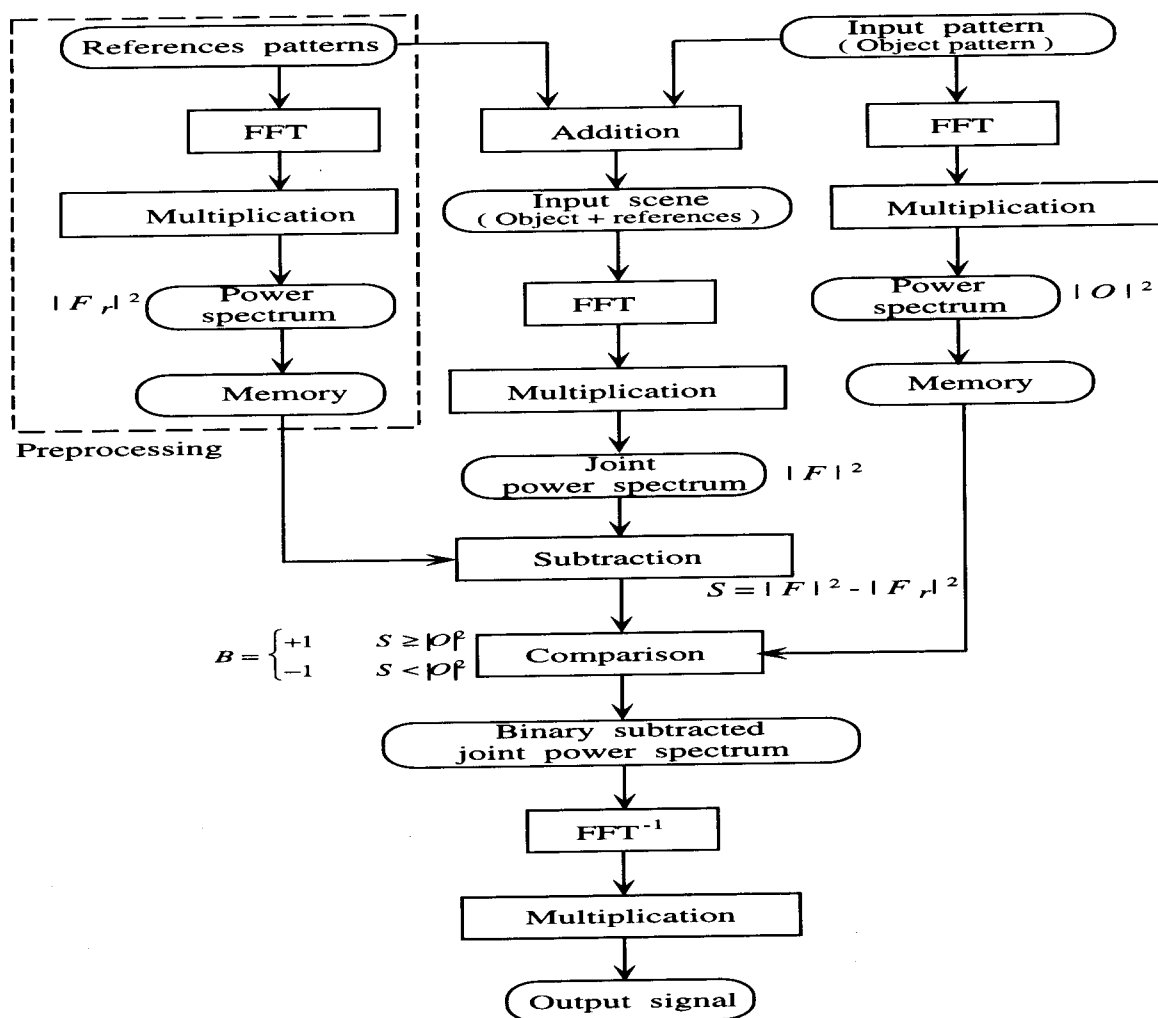 References patterns
FFT
Multiplication
| F r | ²
Power
spectrum
Memory
Preprocessing
Addition
Input scene
( Object + references )
FFT
Multiplication
Joint
power spectrum
| F | ²
Input pattern
( Object pattern )
FFT
Multiplication
Power
spectrum
| O | ²
Memory
Subtraction
S = | F | ² - | F r | ²
B = { +1 S ≥ |O|²
−1 S < |O|²
Comparison
Binary subtracted
joint power spectrum
FFT⁻¹
Multiplication
Output signal